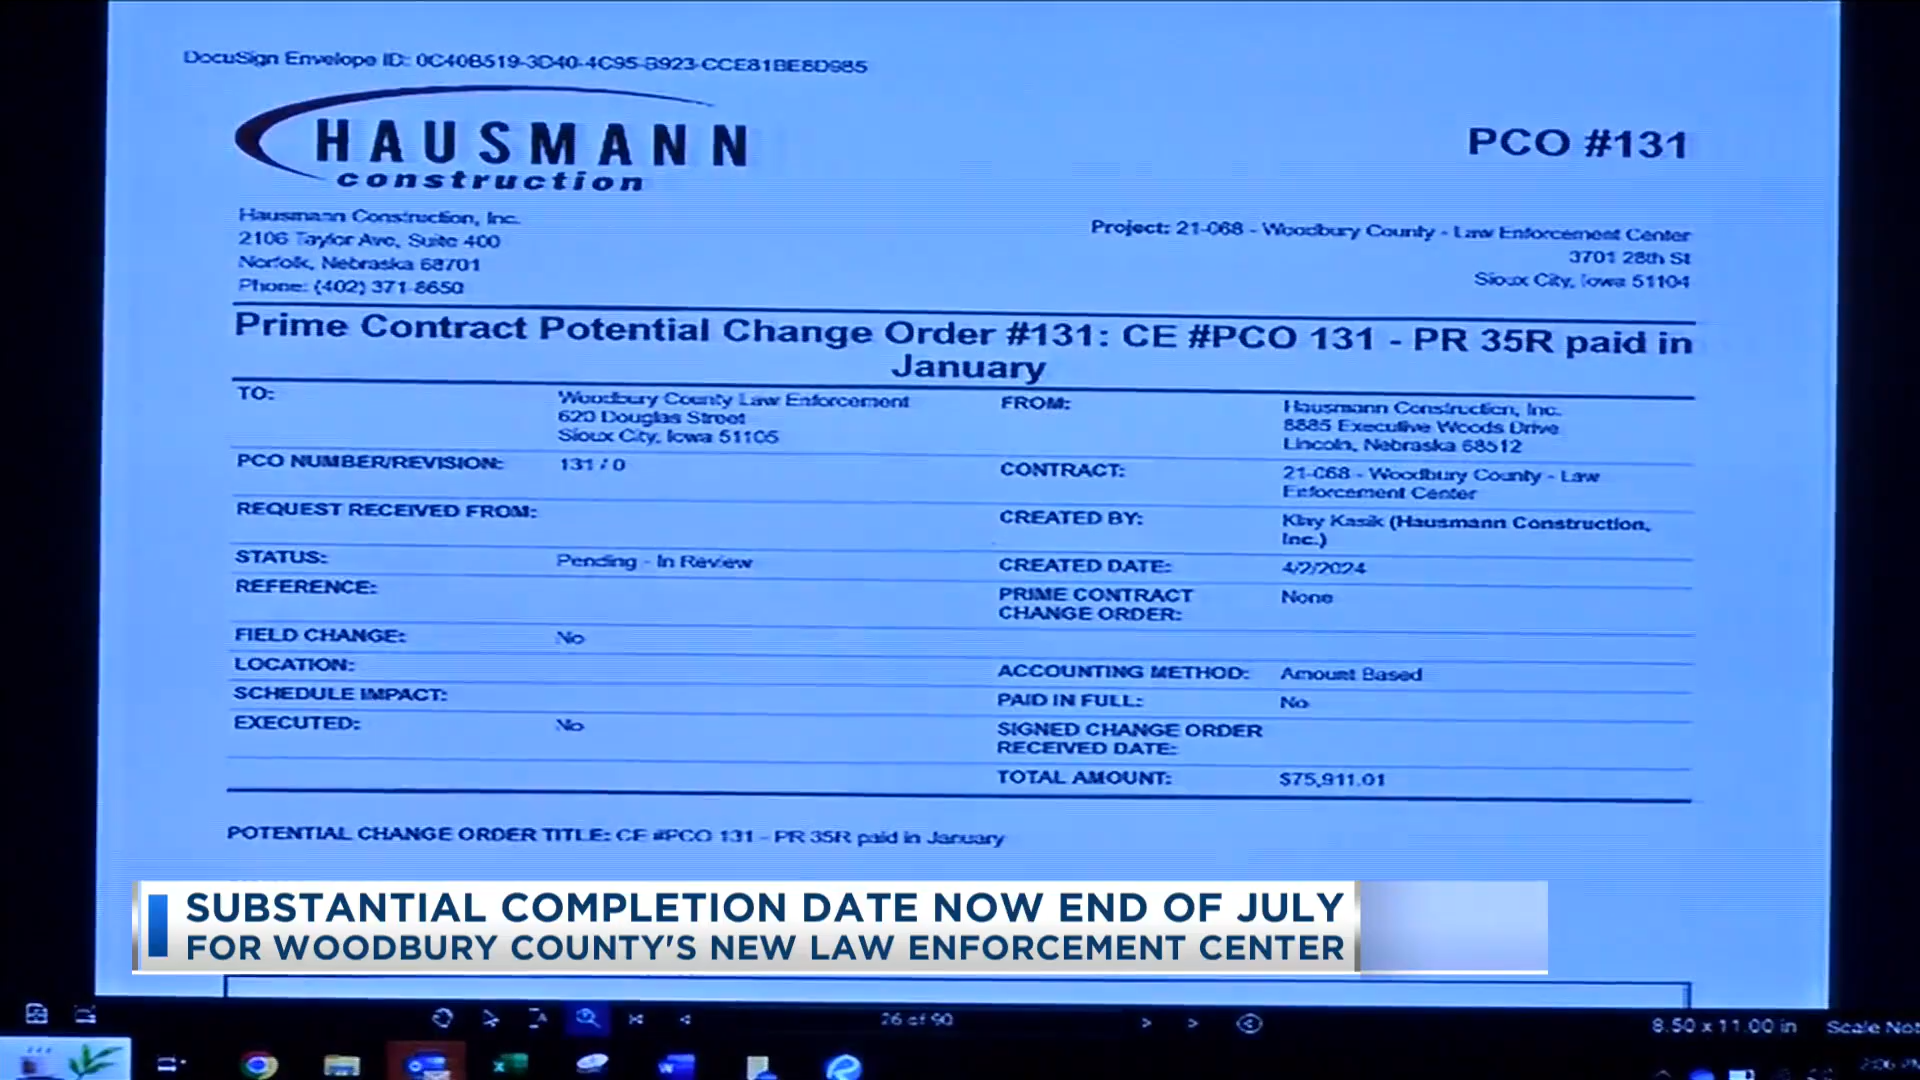 DocuSign Envelope ID: 0C40B519-3D40-4C95-B923-CCE81BE8D985
HAUSMANN
construction
PCO #131
Hausmann Construction, Inc.
2106 Taylor Ave, Suite 400
Norfolk, Nebraska 68701
Phone: (402) 371-8650
Project: 21-068 - Woodbury County - Law Enforcement Center
3701 28th St
Sioux City, Iowa 51104
Prime Contract Potential Change Order #131: CE #PCO 131 - PR 35R paid in
January
TO:
Woodbury County Law Enforcement
620 Douglas Street
Sioux City, Iowa 51105
FROM:
Hausmann Construction, Inc.
8885 Executive Woods Drive
Lincoln, Nebraska 68512
PCO NUMBER/REVISION: 131 / 0
CONTRACT:
21-068 - Woodbury County - Law
Enforcement Center
REQUEST RECEIVED FROM:
CREATED BY:
Klay Kasik (Hausmann Construction,
Inc.)
STATUS: Pending - In Review
CREATED DATE: 4/2/2024
REFERENCE:
PRIME CONTRACT
CHANGE ORDER:
None
FIELD CHANGE: No
LOCATION:
ACCOUNTING METHOD: Amount Based
SCHEDULE IMPACT:
PAID IN FULL: No
EXECUTED: No
SIGNED CHANGE ORDER
RECEIVED DATE:
TOTAL AMOUNT: $75,911.01
POTENTIAL CHANGE ORDER TITLE: CE #PCO 131 - PR 35R paid in January
SUBSTANTIAL COMPLETION DATE NOW END OF JULY
FOR WOODBURY COUNTY'S NEW LAW ENFORCEMENT CENTER
26 of 90
8.50 x 11.00 in
Scale No
2:06 PM